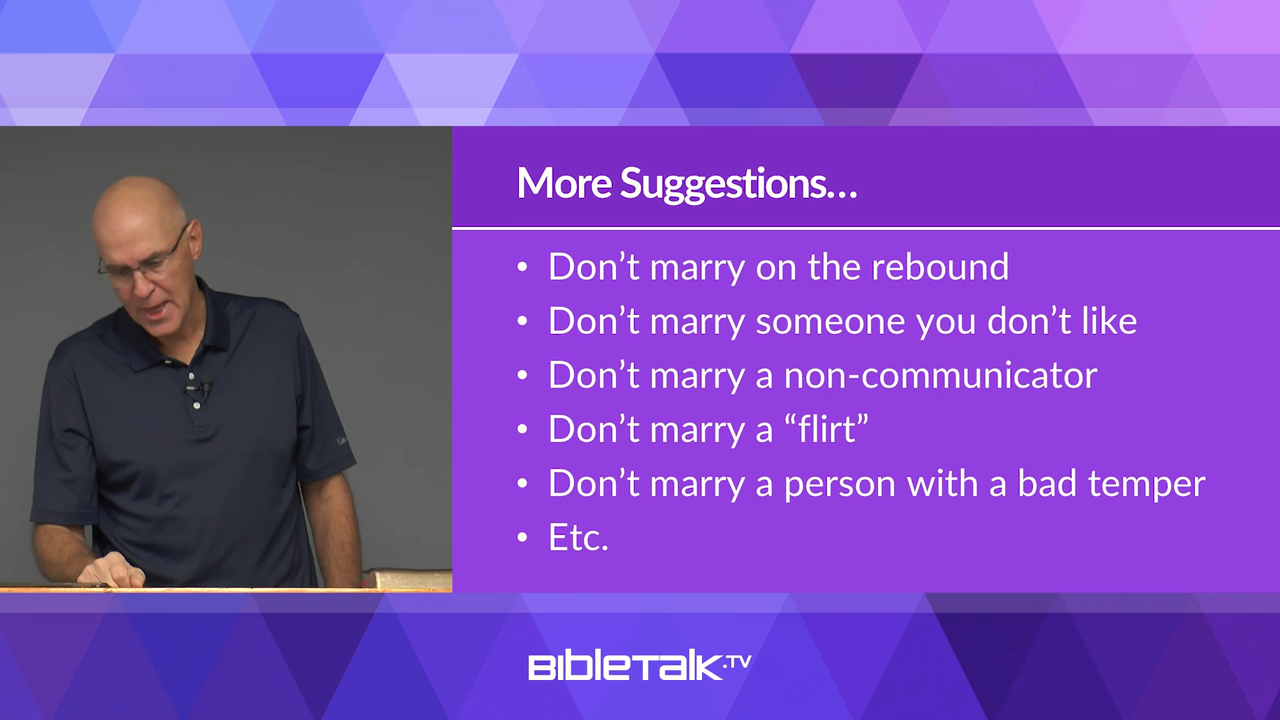 More Suggestions…
• Don’t marry on the rebound
• Don’t marry someone you don’t like
• Don’t marry a non-communicator
• Don’t marry a “flirt”
• Don’t marry a person with a bad temper
• Etc.
BIBLETALK.TV